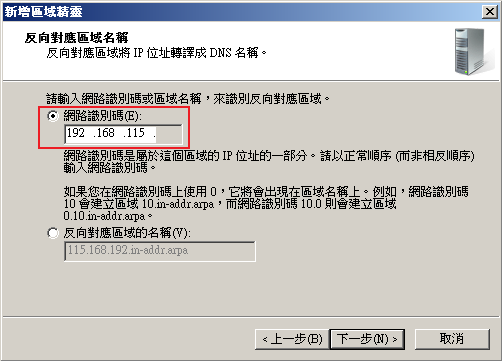 新增區域精靈
反向對應區域名稱
反向對應區域將 IP 位址轉譯成 DNS 名稱。
請輸入網路識別碼或區域名稱，來識別反向對應區域。
網路識別碼(E):
192 .168 .115 .
網路識別碼是屬於這個區域的 IP 位址的一部分。請以正常順序 (而非相反順序)
輸入網路識別碼。
如果您在網路識別碼上使用 0，它將會出現在區域名稱上。例如，網路識別碼
10 會建立區域 10.in-addr.arpa，而網路識別碼 10.0 則會建立區域
0.10.in-addr.arpa。
反向對應區域的名稱(V):
115.168.192.in-addr.arpa
< 上一步(B)
下一步(N) >
取消